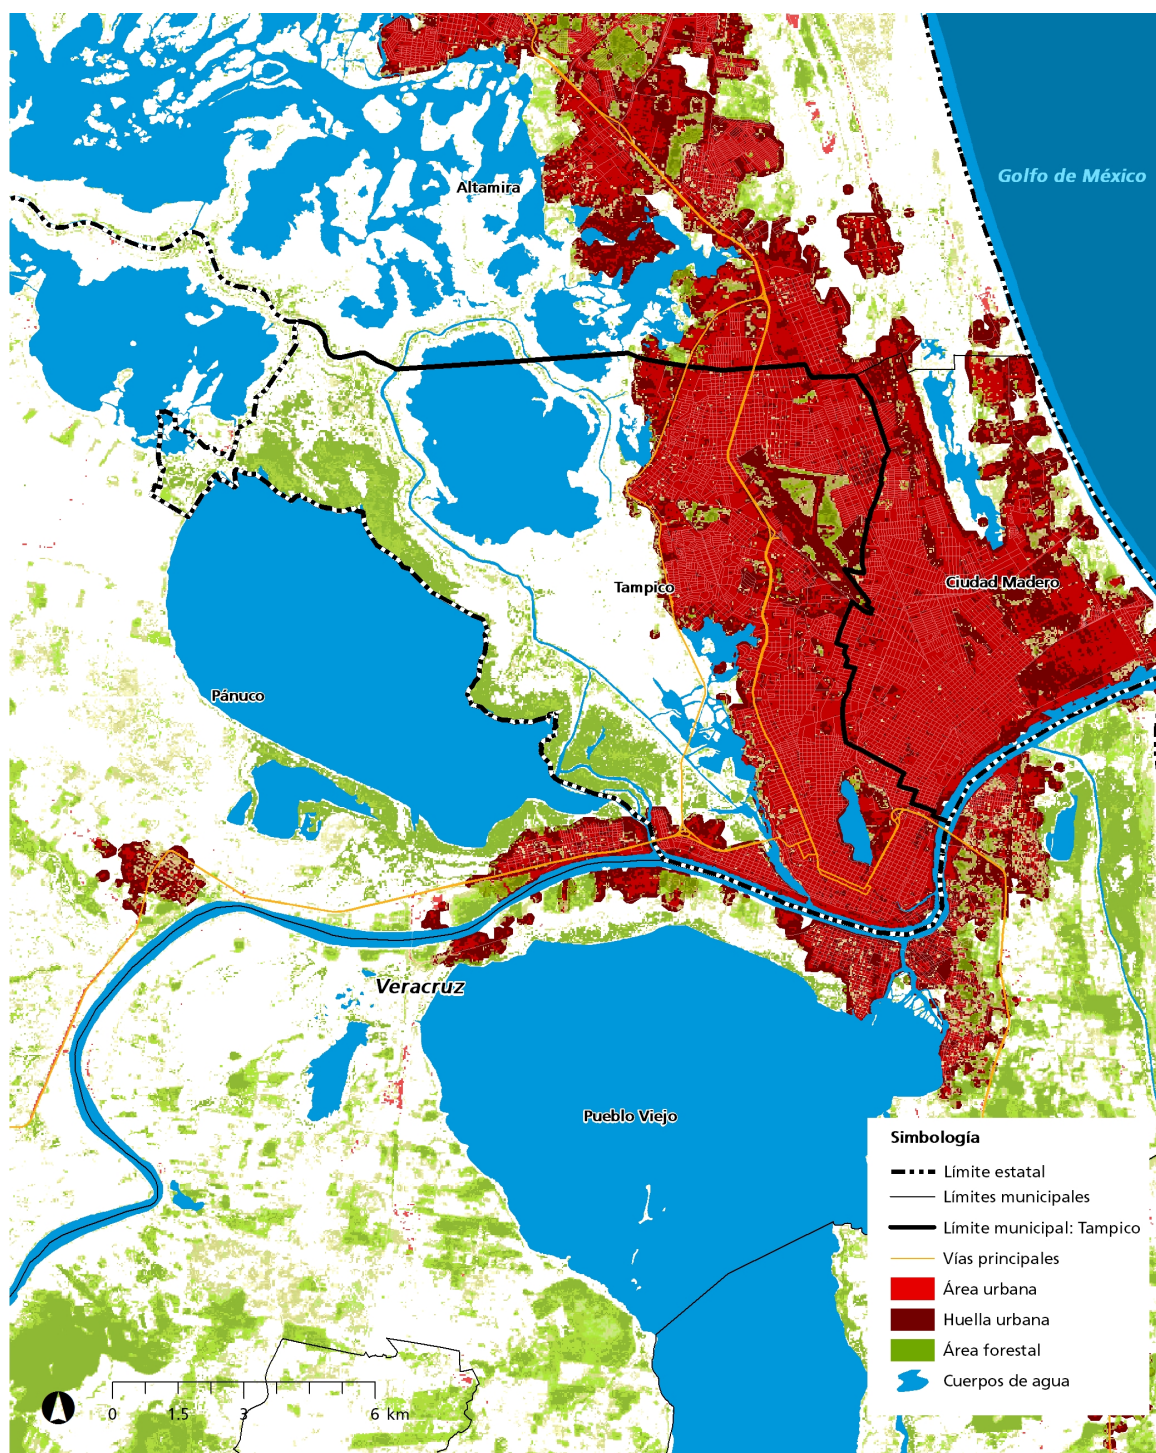 Golfo de México
Altamira
Tampico
Ciudad Madero
Pánuco
Veracruz
Pueblo Viejo
Simbología
Límite estatal
Límites municipales
Límite municipal: Tampico
Vías principales
Área urbana
Huella urbana
Área forestal
Cuerpos de agua
0 1.5 3 6 km